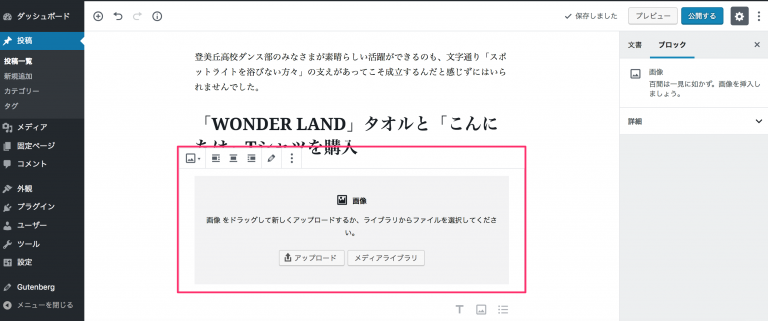 ダッシュボード
投稿
投稿一覧
新規追加
カテゴリー
タグ
メディア
固定ページ
コメント
外観
プラグイン
ユーザー
ツール
設定
Gutenberg
メニューを閉じる
保存しました
プレビュー
公開する
登美丘高校ダンス部のみなさまが素晴らしい活躍ができるのも、文字通り「スポ
ットライトを浴びない方々」の支えがあってこそ成立するんだと感じずにはいら
れませんでした。
「WONDER LAND」タオルと「こんに
ちは」Tシャツを購入
画像
画像 をドラッグして新しくアップロードするか、ライブラリからファイルを選択してくださ
い。
アップロード
メディアライブラリ
文書
ブロック
画像
百聞は一見に如かず。画像を挿入し
ましょう。
詳細